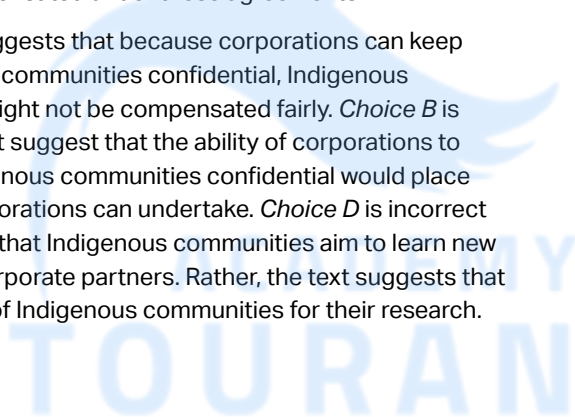 ggests that because corporations can keep
communities confidential, Indigenous
ight not be compensated fairly. Choice B is
t suggest that the ability of corporations to
nous communities confidential would place
orations can undertake. Choice D is incorrect
that Indigenous communities aim to learn new
rporate partners. Rather, the text suggests that
of Indigenous communities for their research.
ACADEMY
TOURAN